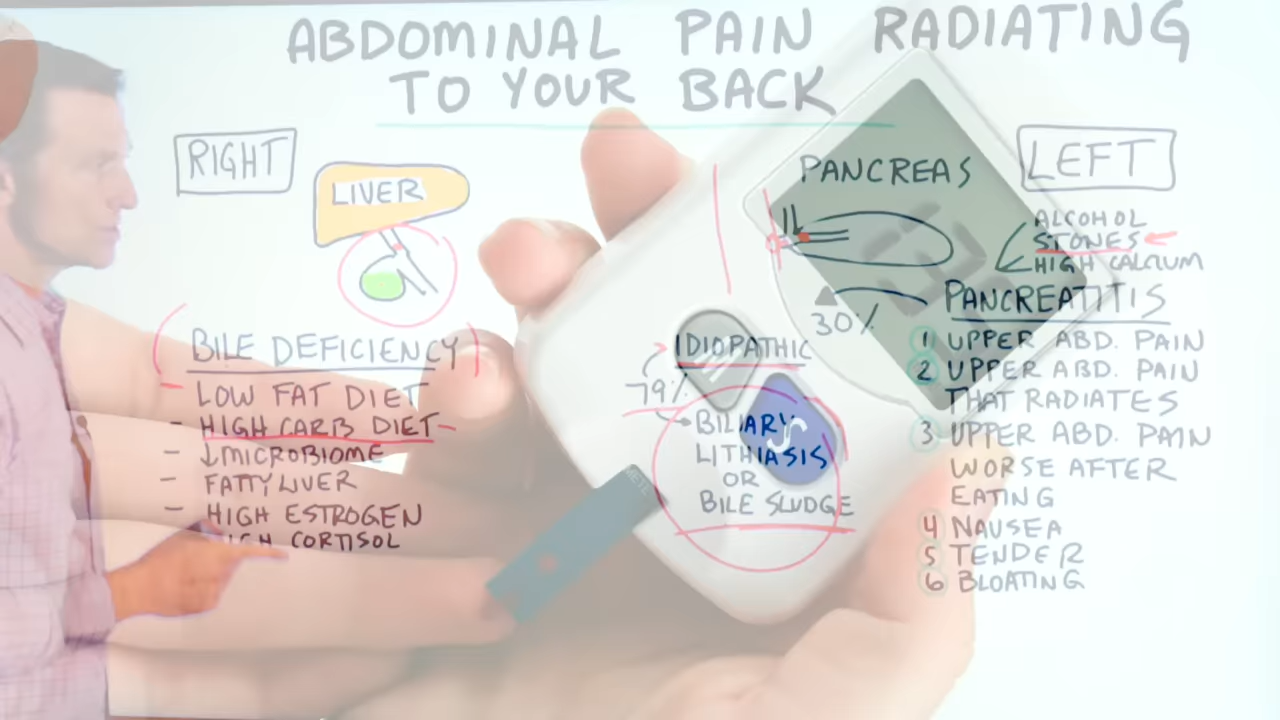 ABDOMINAL PAIN RADIATING
TO YOUR BACK
RIGHT
LIVER
BILE DEFICIENCY
- LOW FAT DIET
- HIGH CARB DIET
- ↓MICROBIOME
- FATTY LIVER
- HIGH ESTROGEN
HIGH CORTISOL
IDIOPATHIC
79%
BILIARY
LITHIASIS
OR
BILE SLUDGE
PANCREAS
LEFT
ALCOHOL
STONES
HIGH CALCIUM
30%
PANCREATITIS
1 UPPER ABD. PAIN
2 UPPER ABD. PAIN
THAT RADIATES
3 UPPER ABD. PAIN
WORSE AFTER
EATING
4 NAUSEA
5 TENDER
6 BLOATING